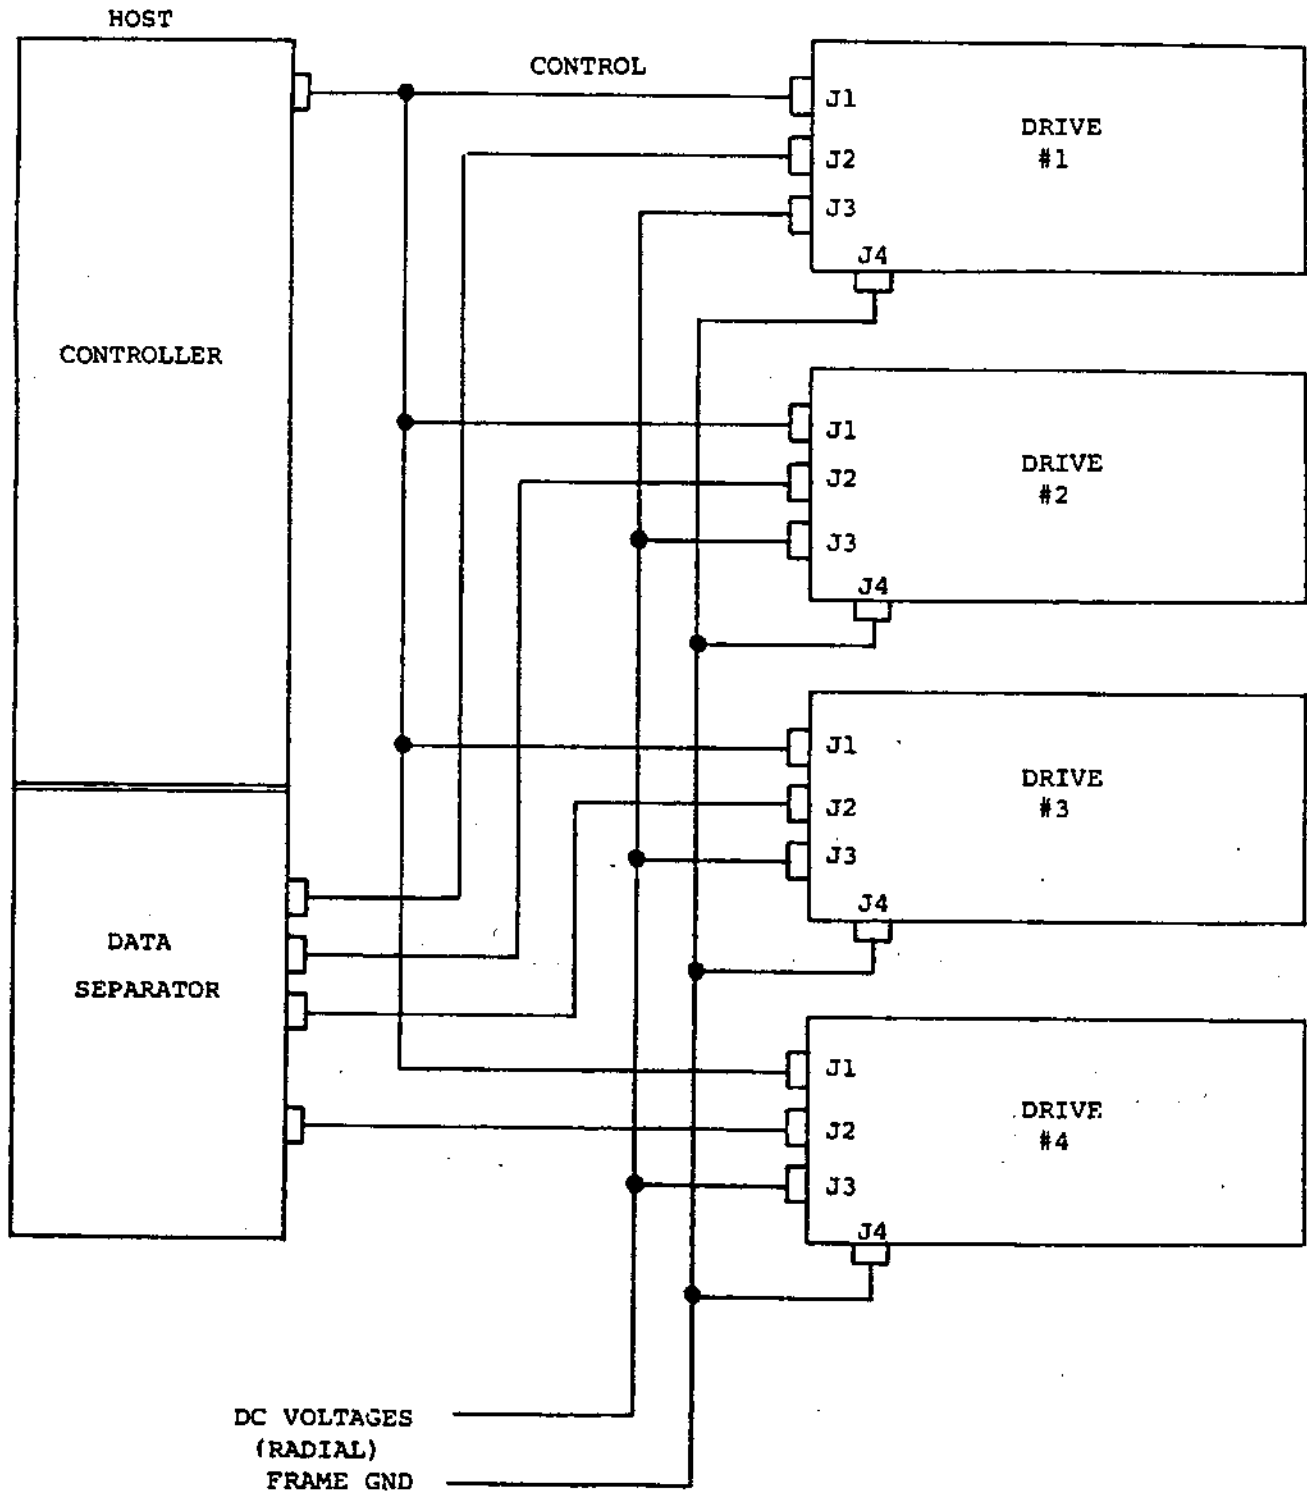 HOST
CONTROL
CONTROLLER
DATA
SEPARATOR
J1
J2
J3
J4
DRIVE
#1
J1
J2
J3
J4
DRIVE
#2
J1
J2
J3
J4
DRIVE
#3
J1
J2
J3
J4
DRIVE
#4
DC VOLTAGES
(RADIAL)
FRAME GND